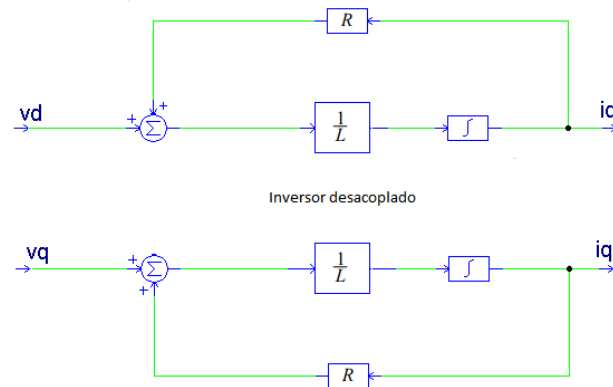 R
+
vd + Σ 1/L ∫ id
Inversor desacoplado
vq + Σ 1/L ∫ iq
+
R